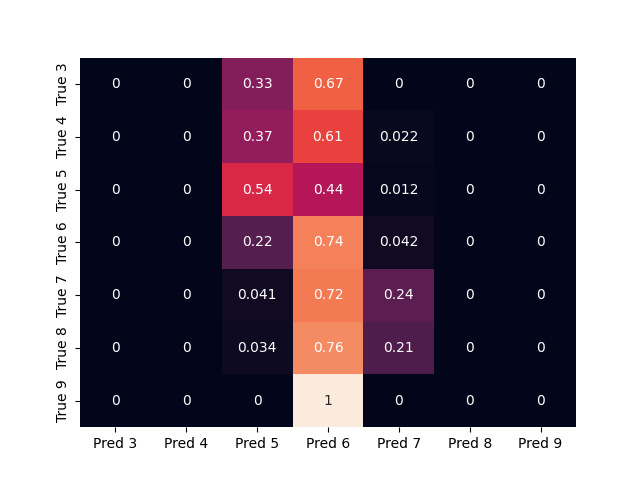 True 3 0 0 0.33 0.67 0 0 0
True 4 0 0 0.37 0.61 0.022 0 0
True 5 0 0 0.54 0.44 0.012 0 0
True 6 0 0 0.22 0.74 0.042 0 0
True 7 0 0 0.041 0.72 0.24 0 0
True 8 0 0 0.034 0.76 0.21 0 0
True 9 0 0 0 1 0 0 0
Pred 3 Pred 4 Pred 5 Pred 6 Pred 7 Pred 8 Pred 9